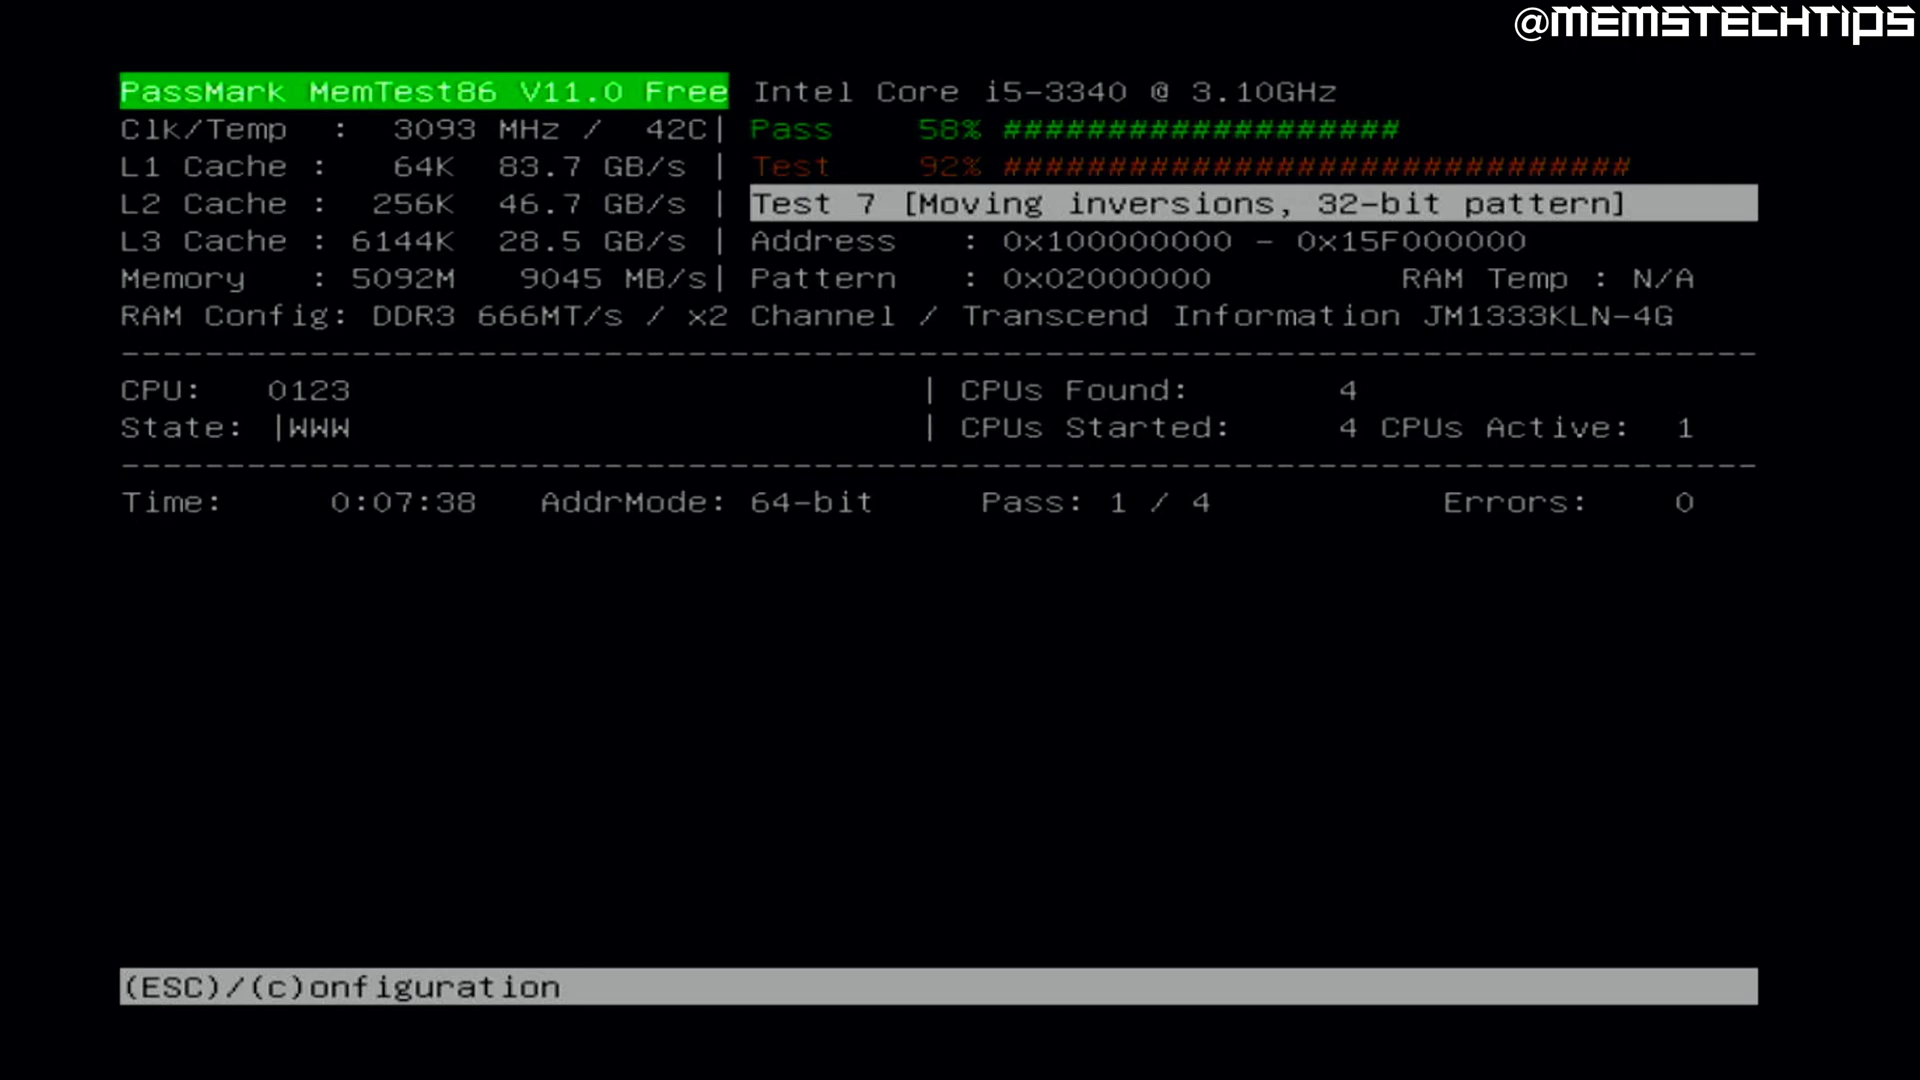 @MEMSTECHTIPS
PassMark MemTest86 V11.0 Free Intel Core i5-3340 @ 3.10GHz
Clk/Temp : 3093 MHz / 42C| Pass 58% ###################
L1 Cache : 64K 83.7 GB/s | Test 92% ##############################
L2 Cache : 256K 46.7 GB/s | Test 7 [Moving inversions, 32-bit pattern]
L3 Cache : 6144K 28.5 GB/s | Address : 0x100000000 - 0x15F000000
Memory : 5092M 9045 MB/s| Pattern : 0x02000000 RAM Temp : N/A
RAM Config: DDR3 666MT/s / x2 Channel / Transcend Information JM1333KLN-4G
------------------------------------------------------------------------------
CPU: 0123 | CPUs Found: 4
State: |WWW | CPUs Started: 4 CPUs Active: 1
------------------------------------------------------------------------------
Time: 0:07:38 AddrMode: 64-bit Pass: 1 / 4 Errors: 0
(ESC)/(c)onfiguration